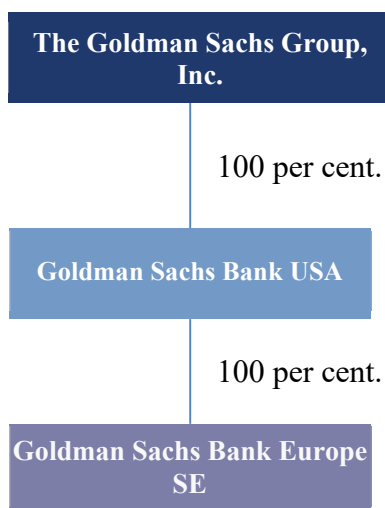 The Goldman Sachs Group,
Inc.
100 per cent.
Goldman Sachs Bank USA
100 per cent.
Goldman Sachs Bank Europe
SE